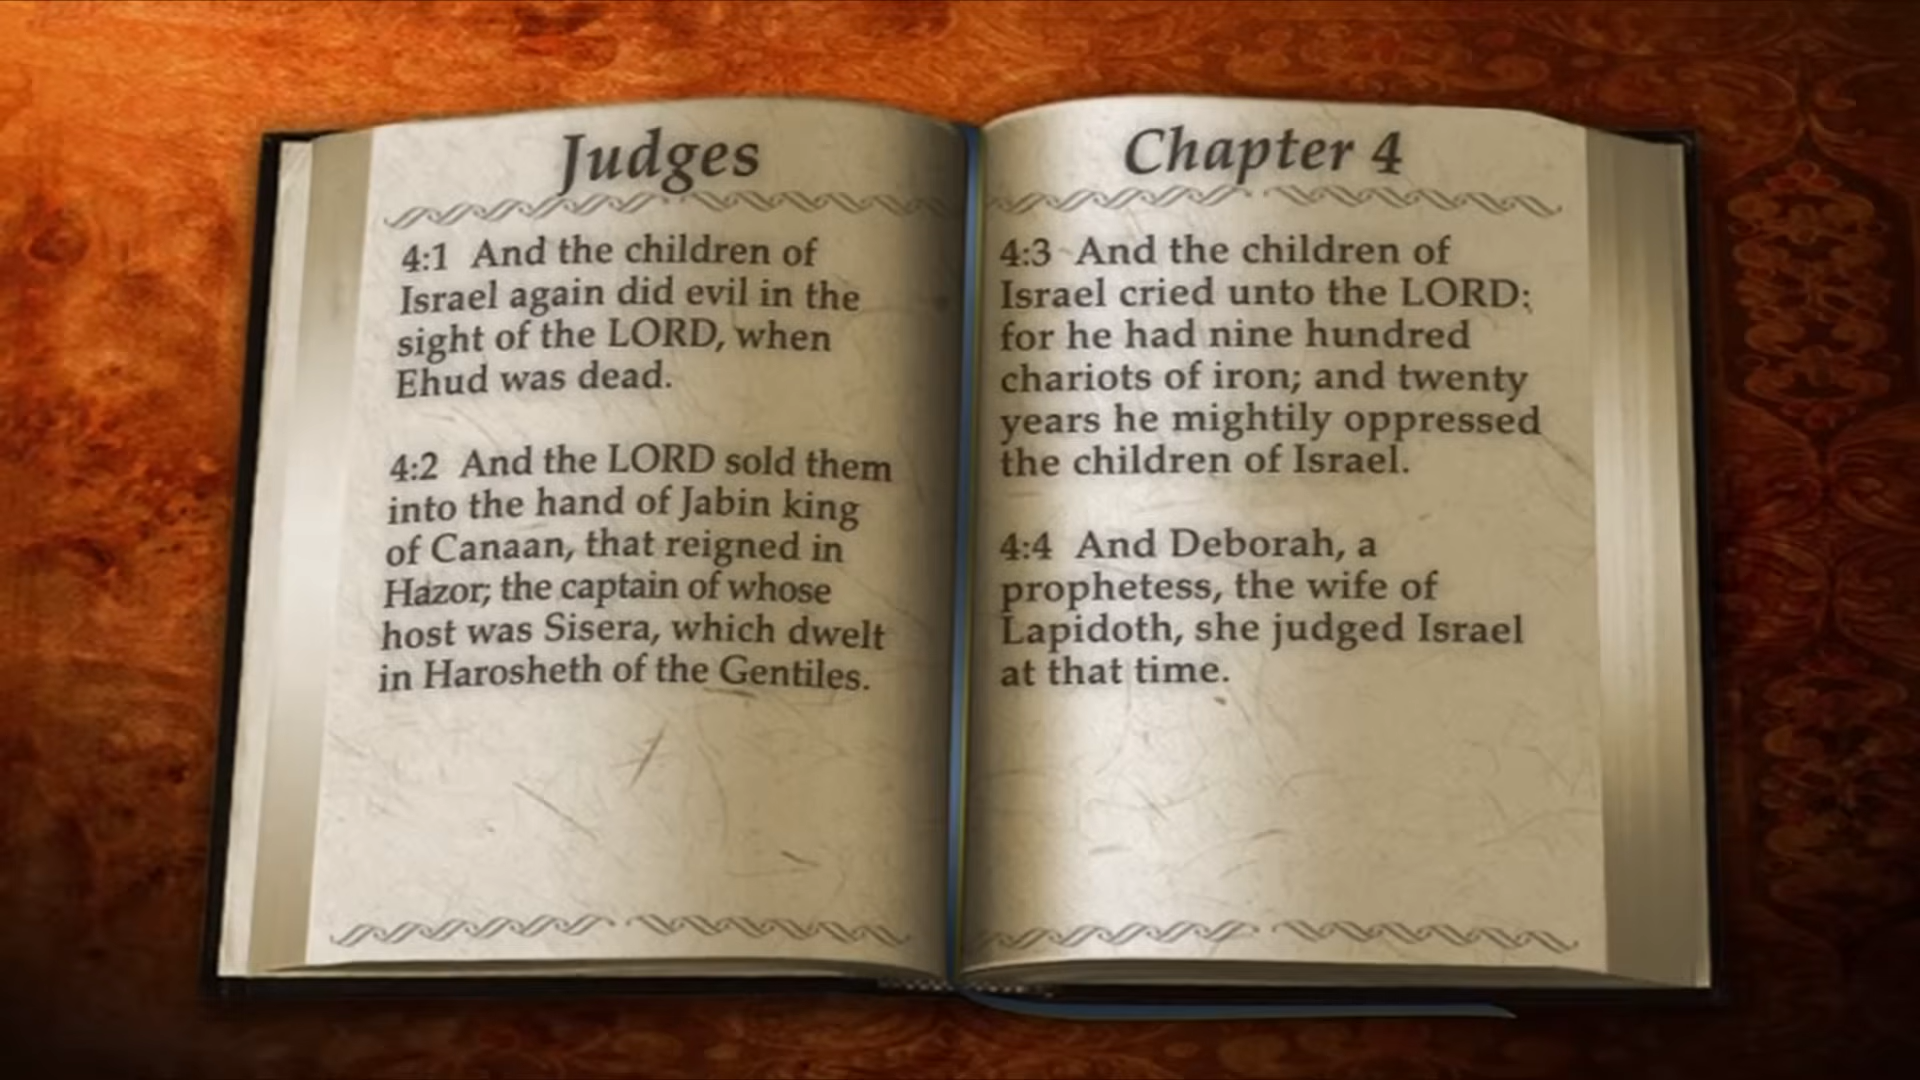 Judges
4:1 And the children of
Israel again did evil in the
sight of the LORD, when
Ehud was dead.
4:2 And the LORD sold them
into the hand of Jabin king
of Canaan, that reigned in
Hazor; the captain of whose
host was Sisera, which dwelt
in Harosheth of the Gentiles.
Chapter 4
4:3 And the children of
Israel cried unto the LORD:
for he had nine hundred
chariots of iron; and twenty
years he mightily oppressed
the children of Israel.
4:4 And Deborah, a
prophetess, the wife of
Lapidoth, she judged Israel
at that time.